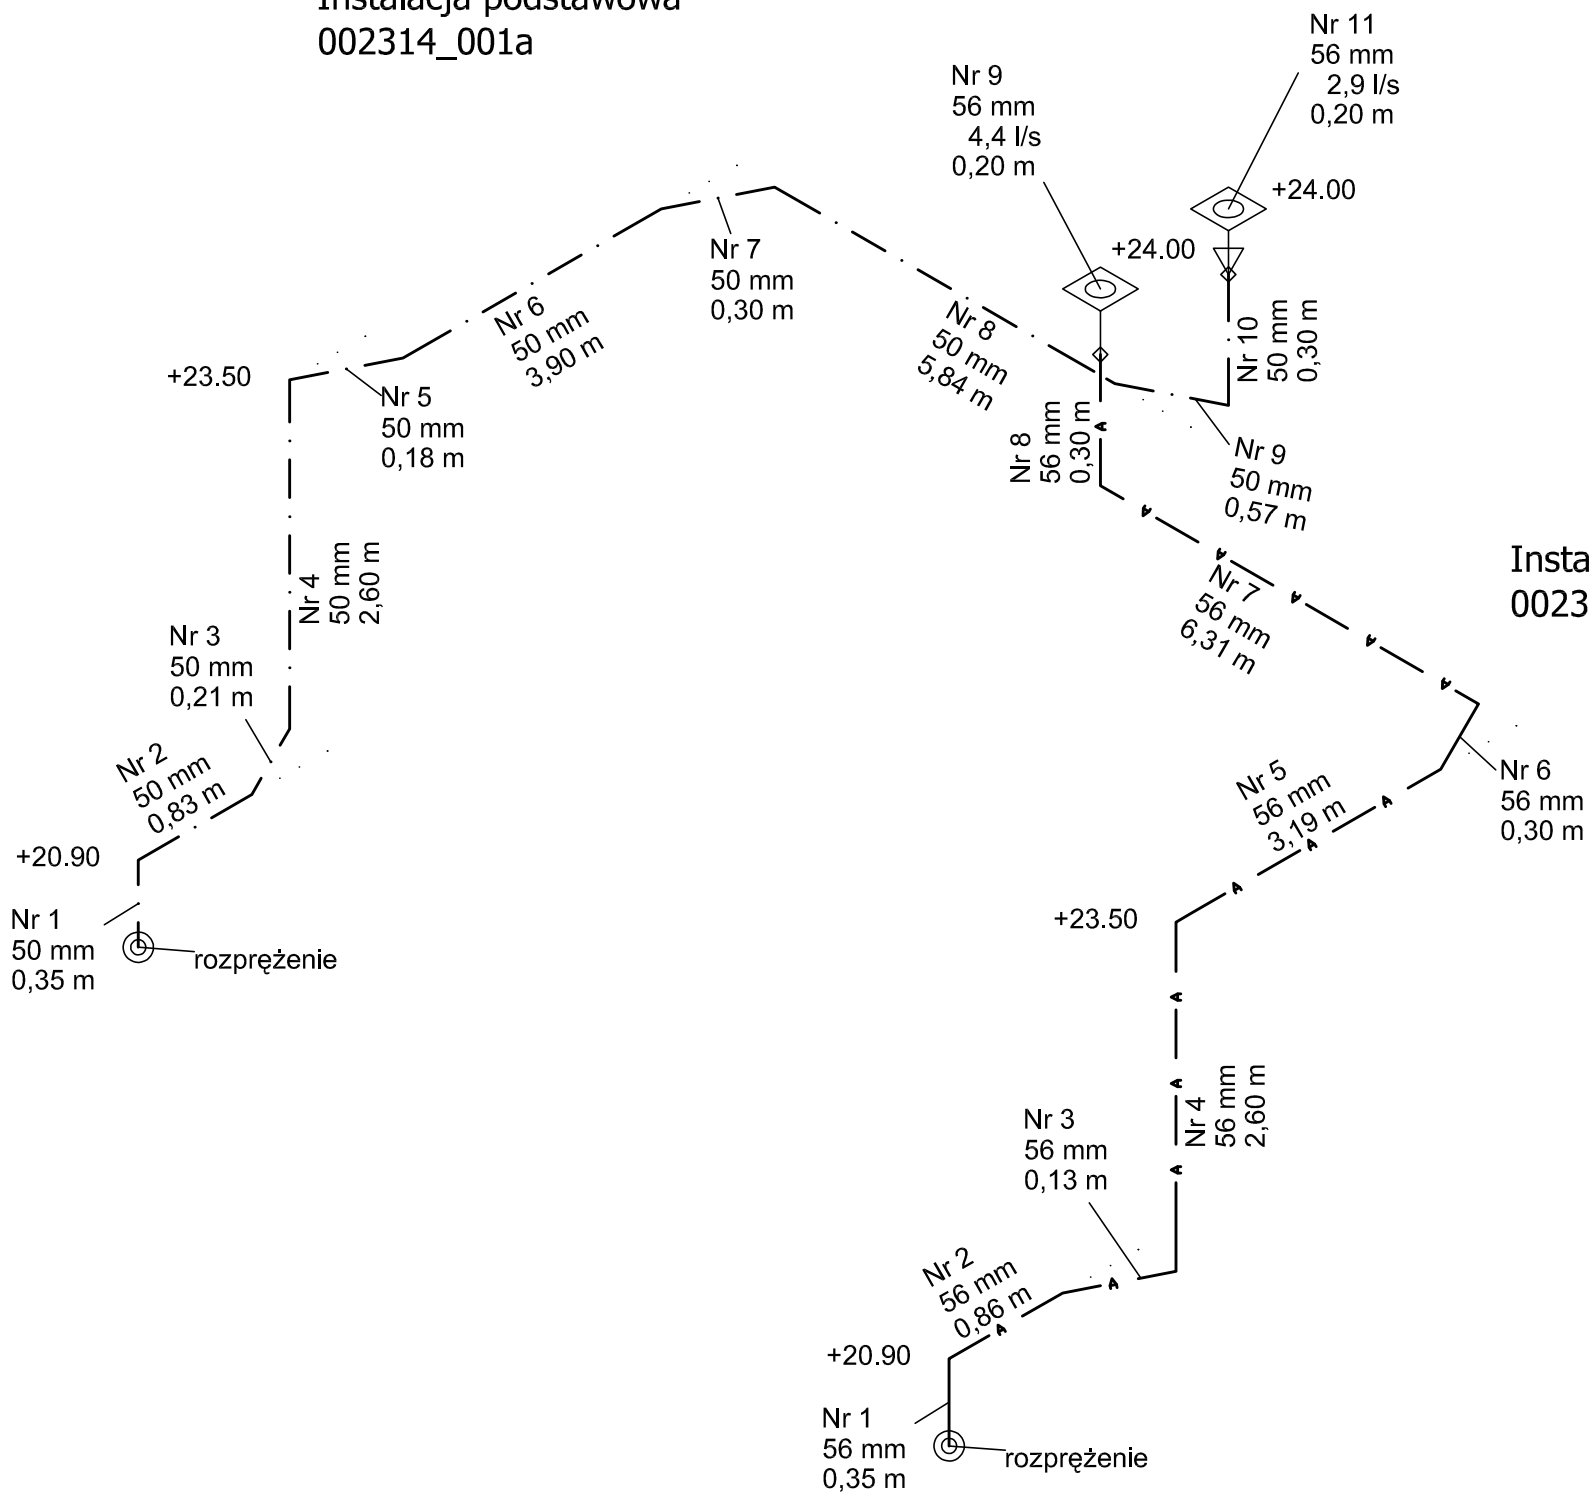 Instalacja podstawowa
002314_001a
Nr 11
56 mm
2,9 l/s
0,20 m
Nr 9
56 mm
4,4 l/s
0,20 m
+24.00
+24.00
Nr 7
50 mm
0,30 m
Nr 6
50 mm
3,90 m
Nr 8
50 mm
5,84 m
Nr 10
50 mm
0,30 m
+23.50
Nr 5
50 mm
0,18 m
Nr 8
56 mm
0,30 m
Nr 9
50 mm
0,57 m
Nr 4
50 mm
2,60 m
Insta
0023
Nr 7
56 mm
6,31 m
Nr 3
50 mm
0,21 m
Nr 2
50 mm
0,83 m
Nr 5
56 mm
3,19 m
Nr 6
56 mm
0,30 m
+20.90
Nr 1
50 mm
0,35 m
rozprężenie
+23.50
Nr 4
56 mm
2,60 m
Nr 3
56 mm
0,13 m
Nr 2
56 mm
0,86 m
+20.90
Nr 1
56 mm
0,35 m
rozprężenie